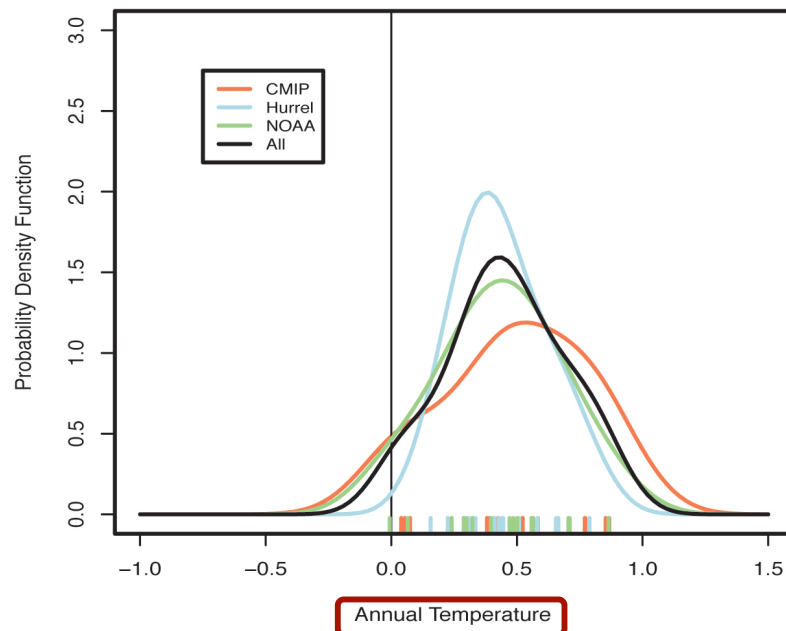 3.0
2.5
2.0
1.5
1.0
0.5
0.0
Probability Density Function
CMIP
Hurrel
NOAA
All
−1.0 −0.5 0.0 0.5 1.0 1.5
Annual Temperature